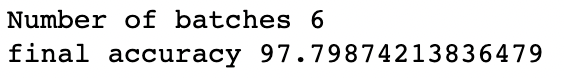 Number of batches 6
final accuracy 97.79874213836479